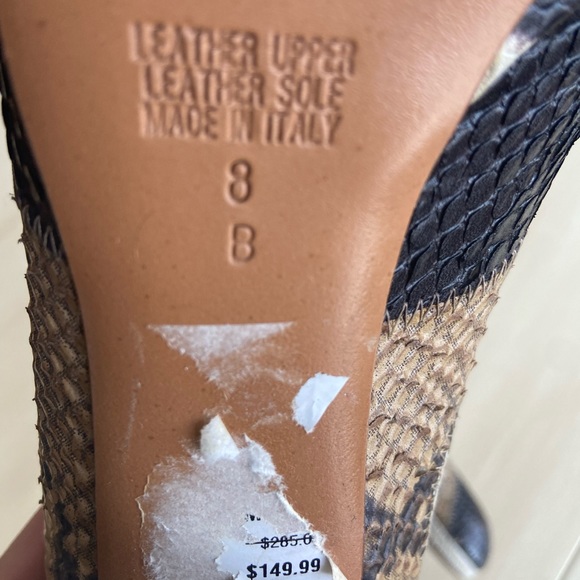 LEATHER UPPER
LEATHER SOLE
MADE IN ITALY
8
B
$285.0
$149.99